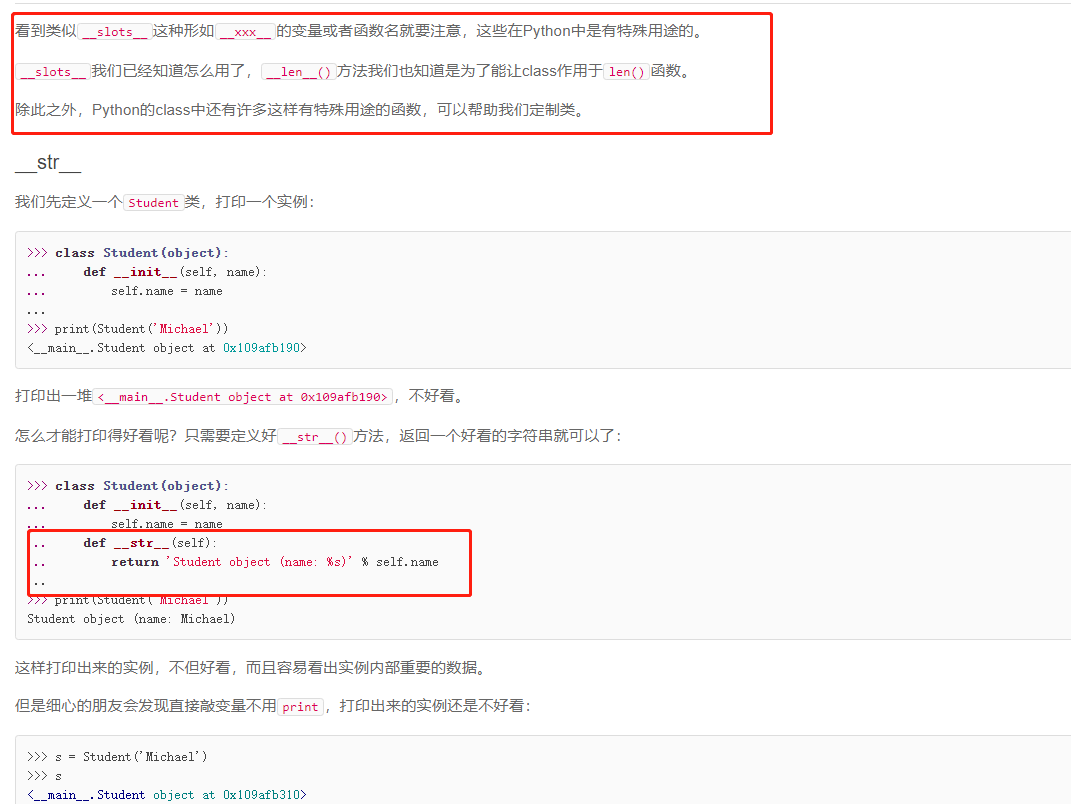 看到类似__slots__这种形如__xxx__的变量或者函数名就要注意，这些在Python中是有特殊用途的。
__slots__我们已经知道怎么用了，__len__()方法我们也知道是为了能让class作用于len()函数。
除此之外，Python的class中还有许多这样有特殊用途的函数，可以帮助我们定制类。
__str__
我们先定义一个Student类，打印一个实例：
>>> class Student(object):
...     def __init__(self, name):
...         self.name = name
...
>>> print(Student('Michael'))
<__main__.Student object at 0x109afb190>
打印出一堆<__main__.Student object at 0x109afb190>，不好看。
怎么才能打印得好看呢？只需要定义好__str__()方法，返回一个好看的字符串就可以了：
>>> class Student(object):
...     def __init__(self, name):
...         self.name = name
..     def __str__(self):
..         return 'Student object (name: %s)' % self.name
..
>>> print(Student('Michael'))
Student object (name: Michael)
这样打印出来的实例，不但好看，而且容易看出实例内部重要的数据。
但是细心的朋友会发现直接敲变量不用print，打印出来的实例还是不好看：
>>> s = Student('Michael')
>>> s
<__main__.Student object at 0x109afb310>